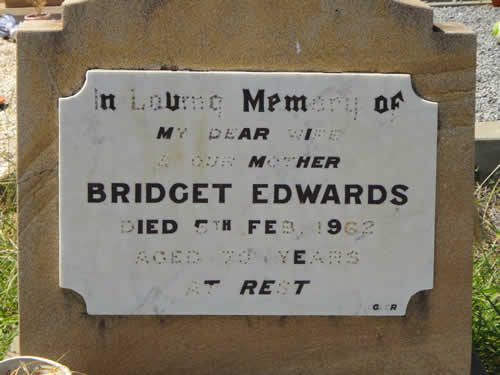 In Loving Memory of
MY DEAR WIFE
& OUR MOTHER
BRIDGET EDWARDS
DIED 5TH FEB. 1962
AGED 70 YEARS
AT REST